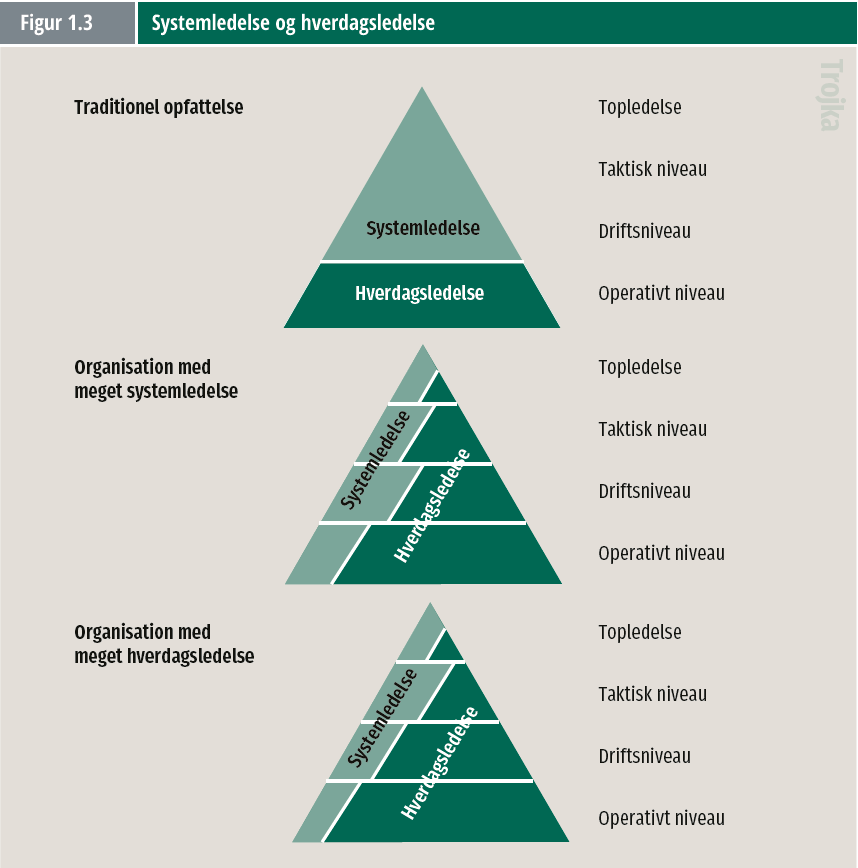 Figur 1.3
Systemledelse og hverdagsledelse
Trojka
Traditionel opfattelse
Systemledelse
Hverdagsledelse
Topledelse
Taktisk niveau
Driftsniveau
Operativt niveau
Organisation med
meget systemledelse
Systemledelse
Hverdagsledelse
Topledelse
Taktisk niveau
Driftsniveau
Operativt niveau
Organisation med
meget hverdagsledelse
Systemledelse
Hverdagsledelse
Topledelse
Taktisk niveau
Driftsniveau
Operativt niveau